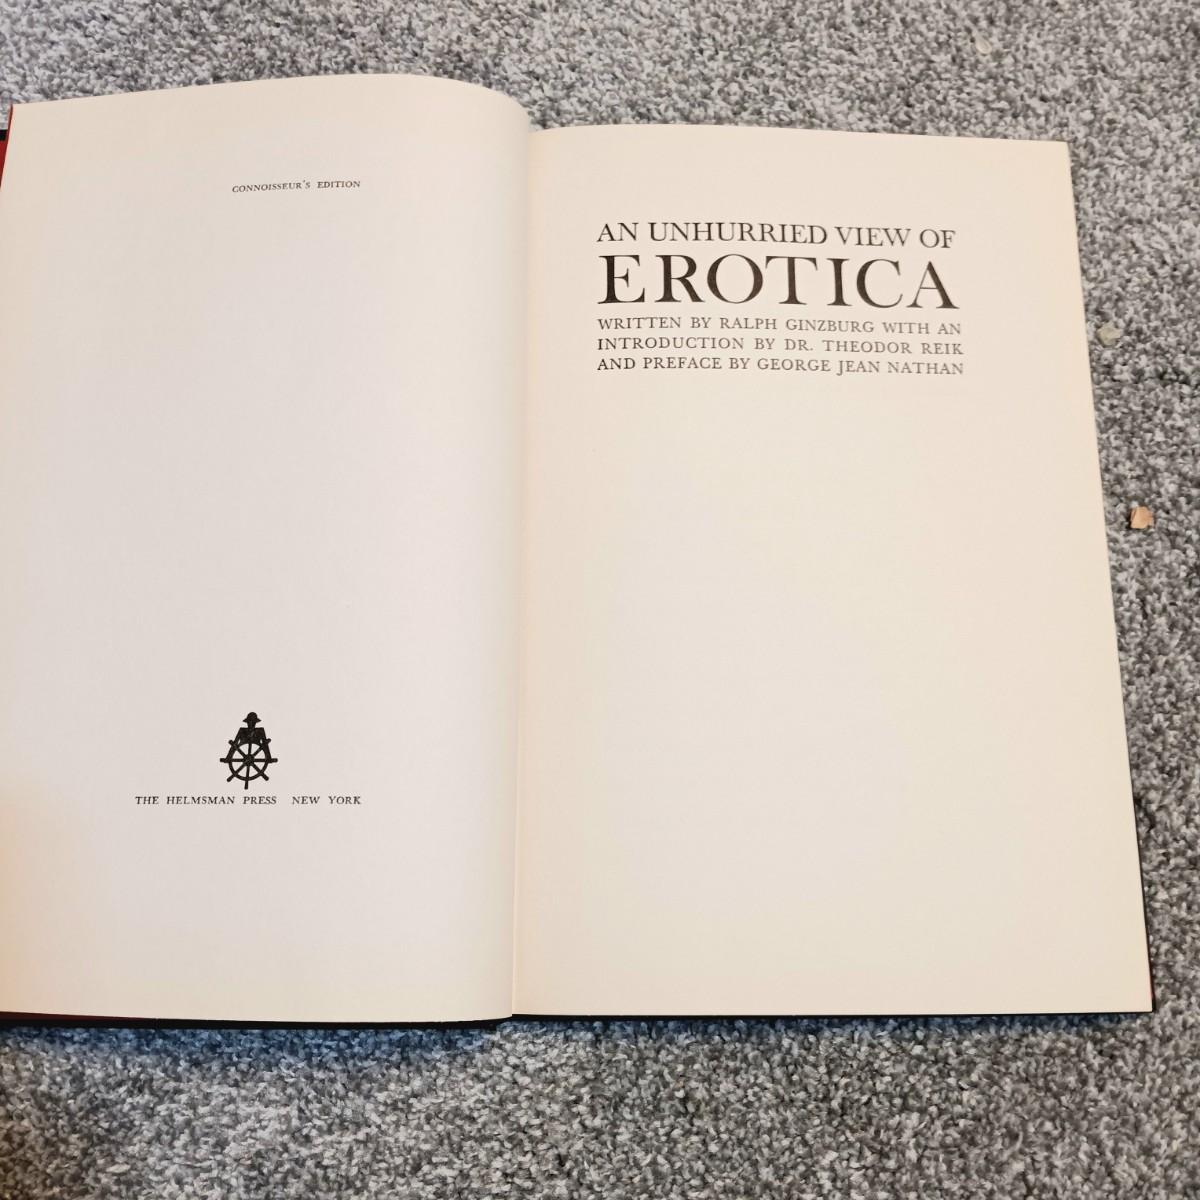 CONNOISSEUR'S EDITION
THE HELMSMAN PRESS NEW YORK
AN UNHURRIED VIEW OF
EROTICA
WRITTEN BY RALPH GINZBURG WITH AN
INTRODUCTION BY DR. THEODOR REIK
AND PREFACE BY GEORGE JEAN NATHAN